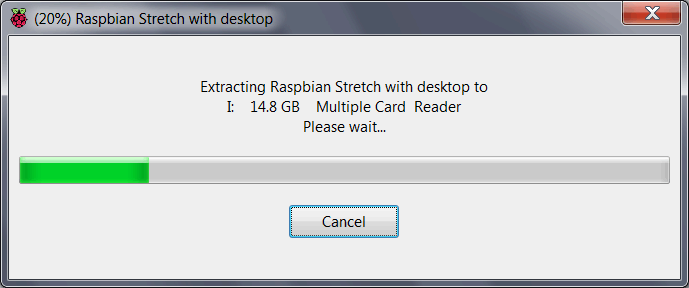 (20%) Raspbian Stretch with desktop
Extracting Raspbian Stretch with desktop to
I: 14.8 GB Multiple Card Reader
Please wait...
Cancel